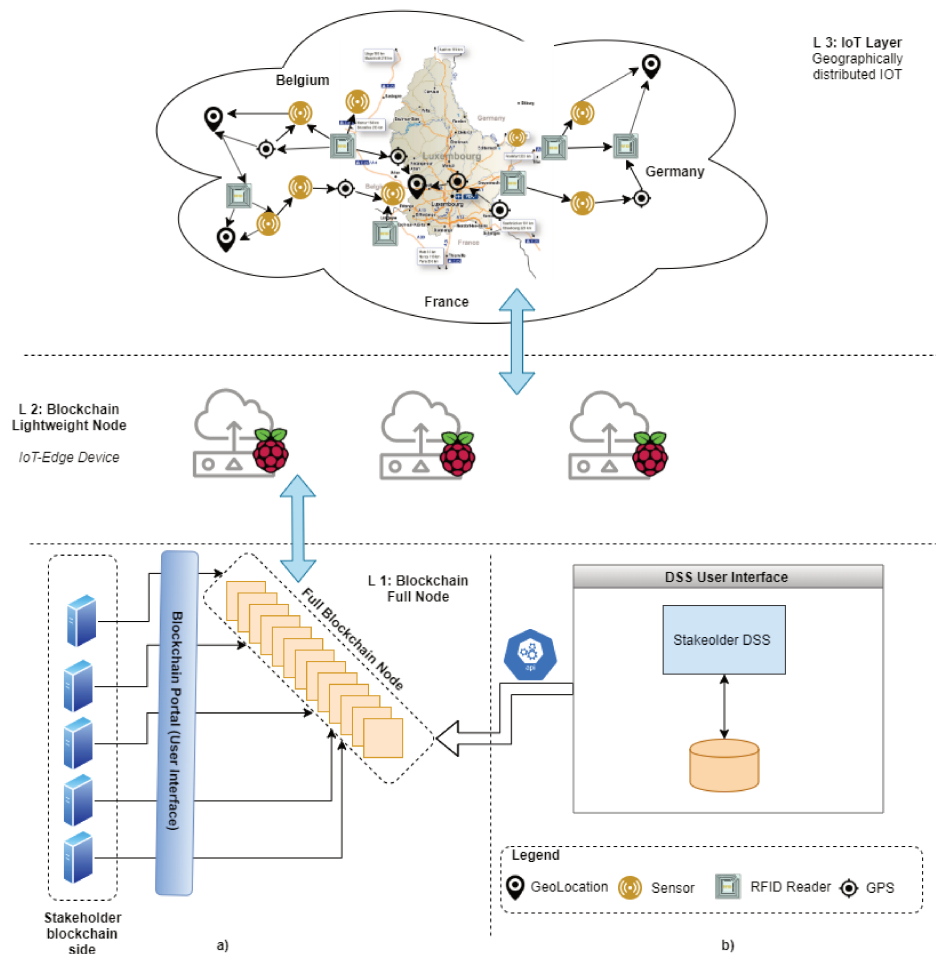 L 3: IoT Layer
Geographically
distributed IOT
Belgium
Germany
Luxembourg
Germany
Belgi
Luxembourg
France
France
L 2: Blockchain
Lightweight Node
IoT-Edge Device
L 1: Blockchain
Full Node
Full Blockchain Node
Blockchain Portal (User Interface)
DSS User Interface
Stakeolder DSS
api
Legend
GeoLocation
Sensor
RFID Reader
GPS
Stakeholder
blockchain
side
a)
b)